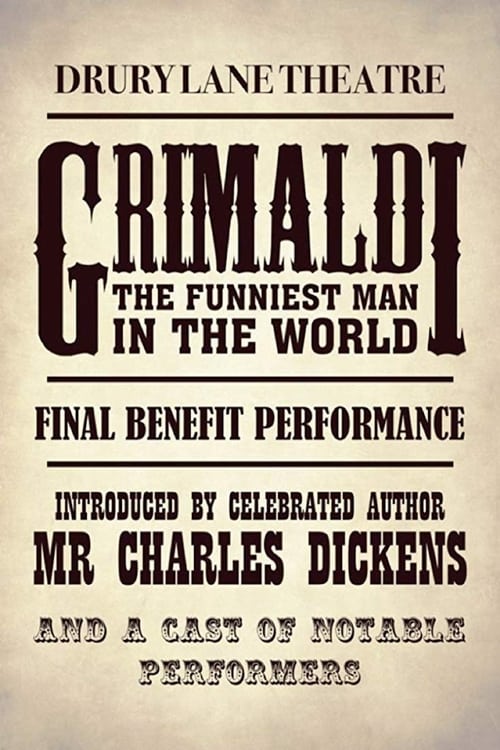 DRURY LANE THEATRE
GRIMALDI
THE FUNNIEST MAN
IN THE WORLD
FINAL BENEFIT PERFORMANCE
INTRODUCED BY CELEBRATED AUTHOR
MR CHARLES DICKENS
AND A CAST OF NOTABLE
PERFORMERS